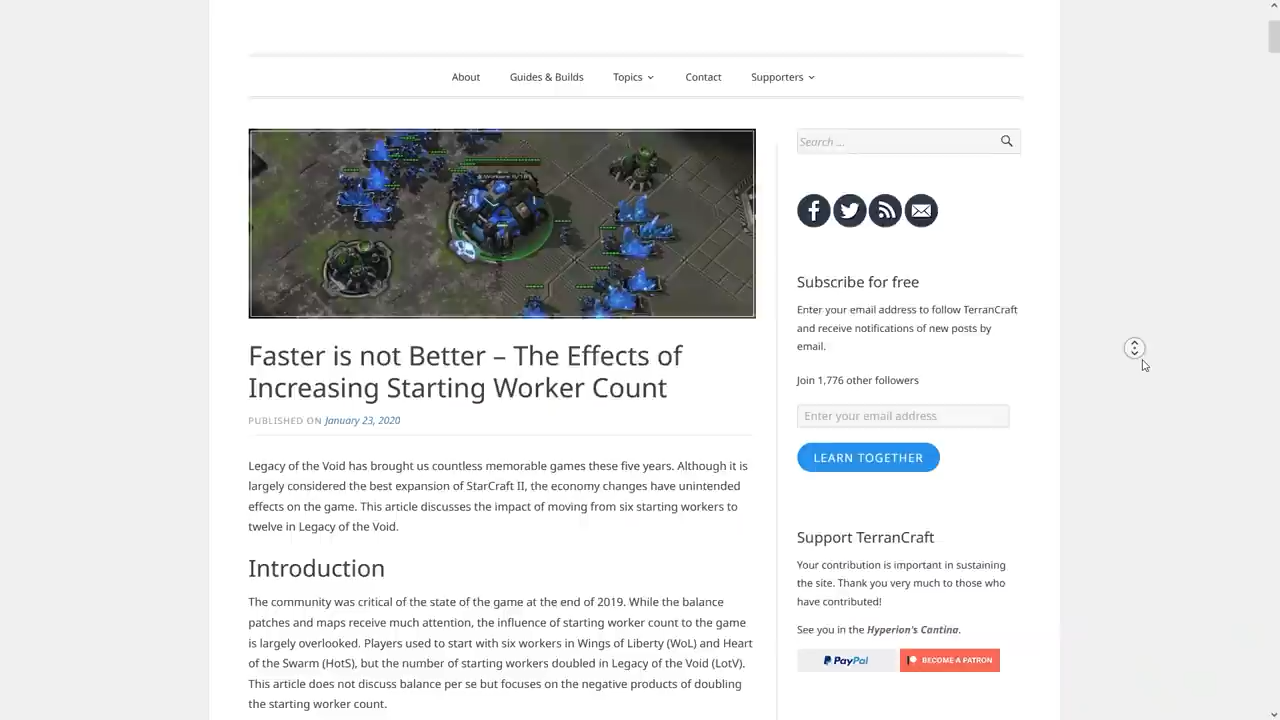 About Guides & Builds Topics Contact Supporters
Faster is not Better – The Effects of
Increasing Starting Worker Count
PUBLISHED ON January 23, 2020
Legacy of the Void has brought us countless memorable games these five years. Although it is
largely considered the best expansion of StarCraft II, the economy changes have unintended
effects on the game. This article discusses the impact of moving from six starting workers to
twelve in Legacy of the Void.
Introduction
The community was critical of the state of the game at the end of 2019. While the balance
patches and maps receive much attention, the influence of starting worker count to the game
is largely overlooked. Players used to start with six workers in Wings of Liberty (WoL) and Heart
of the Swarm (HotS), but the number of starting workers doubled in Legacy of the Void (LotV).
This article does not discuss balance per se but focuses on the negative products of doubling
the starting worker count.
Search ...
Subscribe for free
Enter your email address to follow TerranCraft
and receive notifications of new posts by
email.
Join 1,776 other followers
Enter your email address
LEARN TOGETHER
Support TerranCraft
Your contribution is important in sustaining
the site. Thank you very much to those who
have contributed!
See you in the Hyperion's Cantina.
PayPal BECOME A PATRON